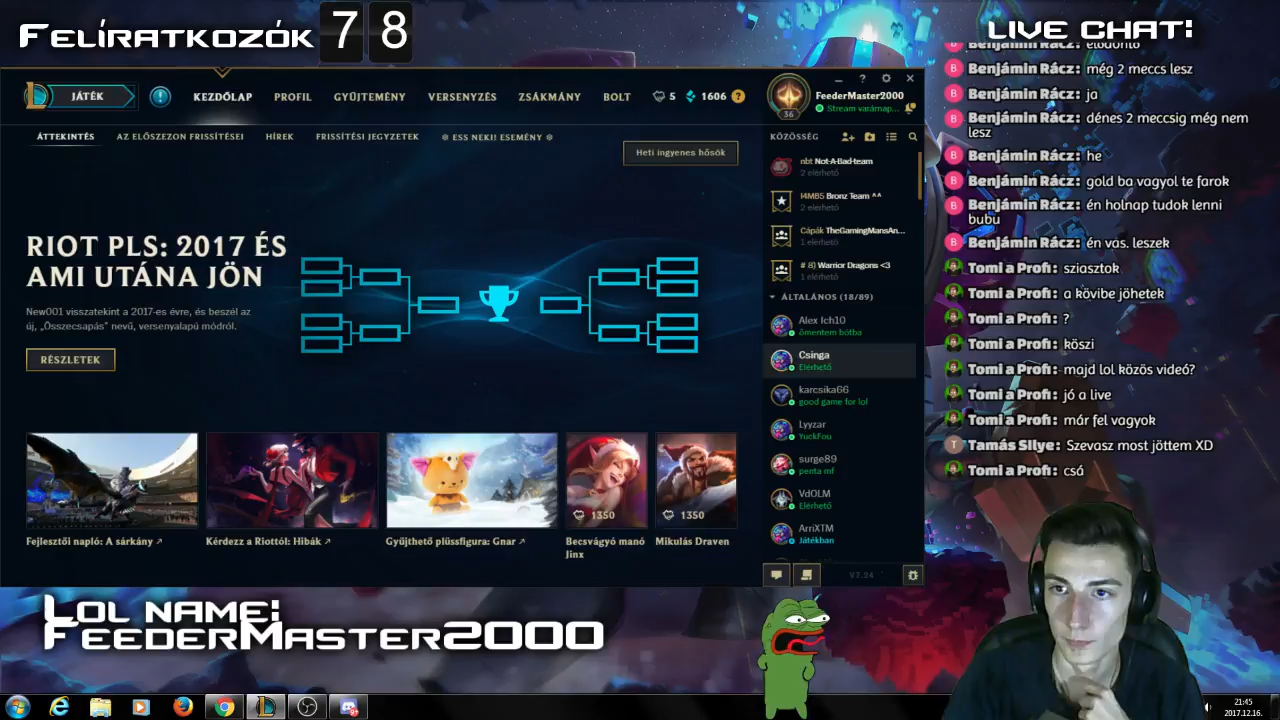 Felíratkozók 7 8
LIVE CHAT:
JÁTÉK
KEZDŐLAP
PROFIL
GYŰJTEMÉNY
VERSENYZÉS
ZSÁKMÁNY
BOLT
5
1606
?
?
FeederMaster2000
Stream varómap...
36
ÁTTEKINTÉS
AZ ELŐSZEZON FRISSÍTÉSEI
HÍREK
FRISSÍTÉSI JEGYZETEK
❄ ESS NEKI! ESEMÉNY ❄
Heti ingyenes hősök
RIOT PLS: 2017 ÉS
AMI UTÁNA JÖN
New001 visszatekint a 2017-es évre, és beszél az
új, „Összecsapás” nevű, versenyalapú módról.
RÉSZLETEK
Fejlesztői napló: A sárkány ↗
Kérdezz a Riottól: Hibák ↗
Gyűjthető plüssfigura: Gnar ↗
1350
Becsvágyó manó
Jinx
1350
Mikulás Draven
KÖZÖSSÉG
nbt Not-A-Bad-team
2 elérhető
I4MB5 Bronz Team ^^
2 elérhető
Cápák TheGamingMansAn...
1 elérhető
# 8) Warrior Dragons <3
1 elérhető
ÁLTALÁNOS (18/89)
Alex Ich10
ömentem bótba
Csinga
Elérhető
karcsika66
good game for lol
Lyyzar
YuckFou
surge89
penta mf
VdOLM
Elérhető
ArriXTM
Játékban
V7.24
Benjámin Rácz: elődöntő
B Benjámin Rácz: még 2 meccs lesz
B Benjámin Rácz: ja
B Benjámin Rácz: dénes 2 meccsig még nem
lesz
B Benjámin Rácz: he
B Benjámin Rácz: gold ba vagyol te farok
B Benjámin Rácz: én holnap tudok lenni
bubu
B Benjámin Rácz: én vas. leszek
Tomi a Profi: sziasztok
Tomi a Profi: a kövibe jöhetek
Tomi a Profi: ?
Tomi a Profi: köszi
Tomi a Profi: majd lol közös videó?
Tomi a Profi: jó a live
Tomi a Profi: már fel vagyok
T Tamás Silye: Szevasz most jöttem XD
Tomi a Profi: csá
LOL NAME:
FEEDERMASTER2000
21:45
2017.12.16.